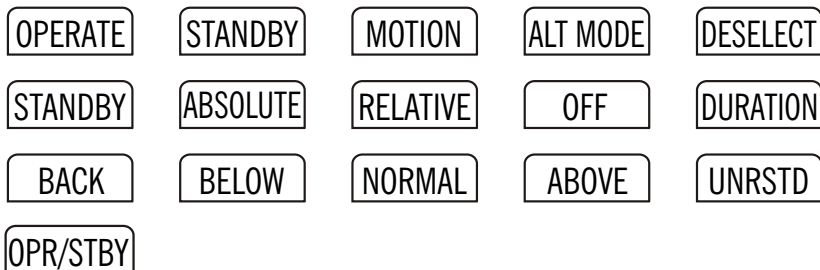 OPERATE STANDBY MOTION ALT MODE DESELECT
STANDBY ABSOLUTE RELATIVE OFF DURATION
BACK BELOW NORMAL ABOVE UNRSTD
OPR/STBY